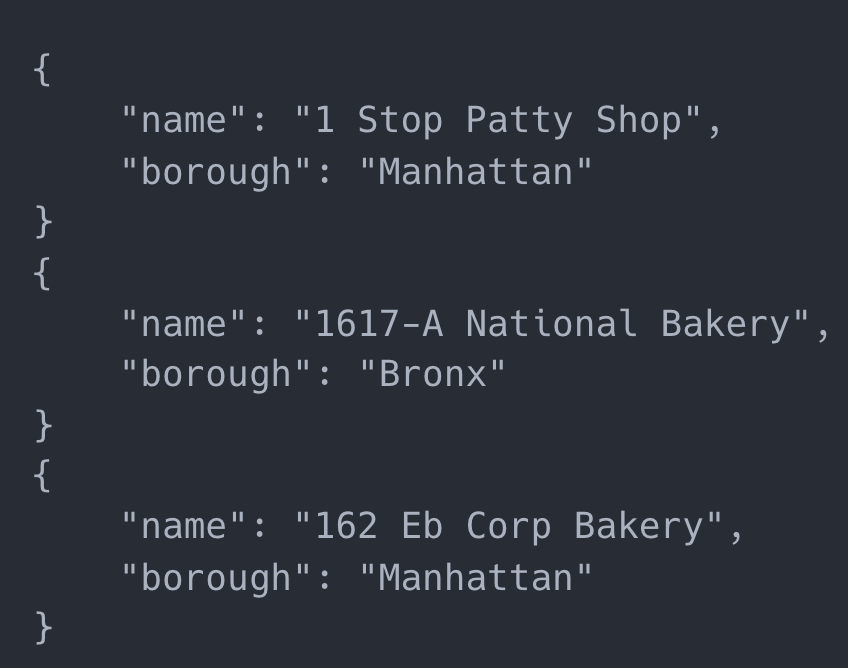 {
    "name": "1 Stop Patty Shop",
    "borough": "Manhattan"
}
{
    "name": "1617-A National Bakery",
    "borough": "Bronx"
}
{
    "name": "162 Eb Corp Bakery",
    "borough": "Manhattan"
}